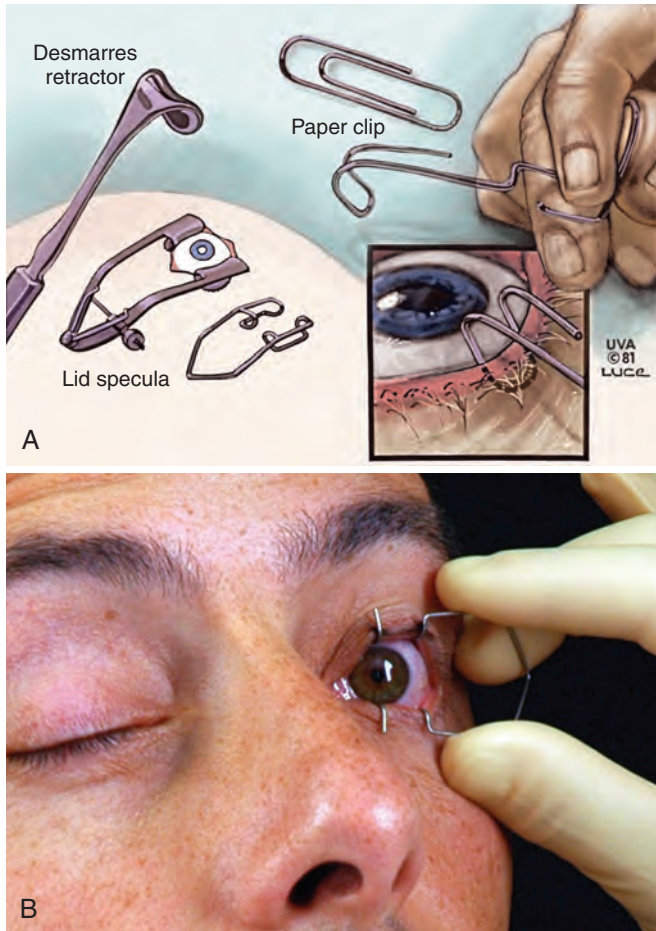 Desmarres
retractor
Paper clip
Lid specula
UVA
©81
LUCE
A
B